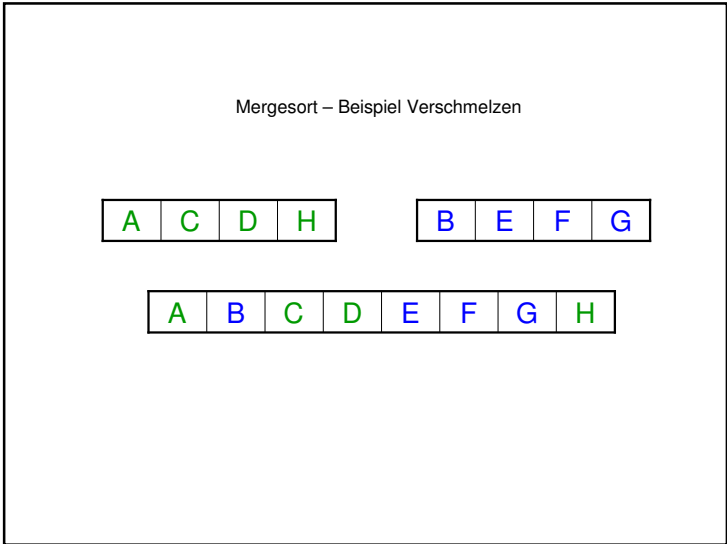 Mergesort – Beispiel Verschmelzen
A C D H B E F G
A B C D E F G H